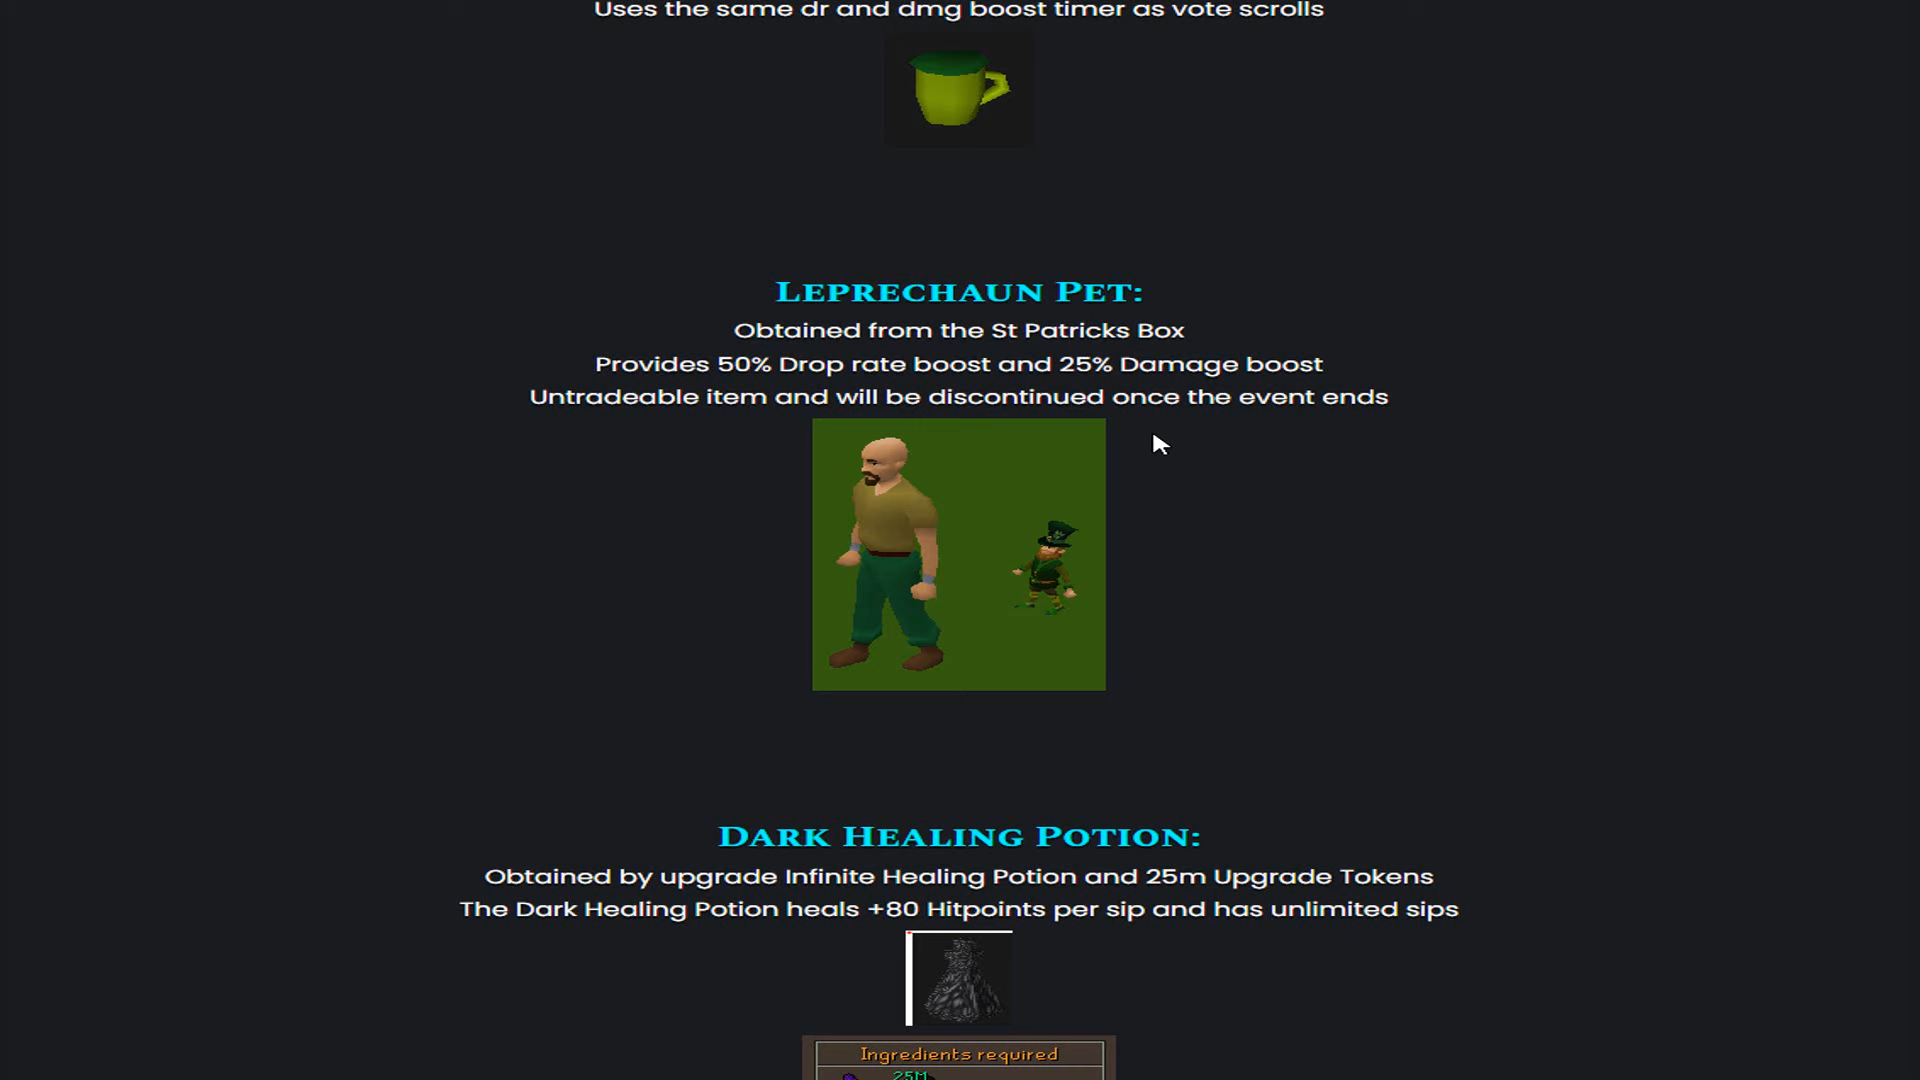 Uses the same dr and dmg boost timer as vote scrolls
Leprechaun Pet:
Obtained from the St Patricks Box
Provides 50% Drop rate boost and 25% Damage boost
Untradeable item and will be discontinued once the event ends
Dark Healing Potion:
Obtained by upgrade Infinite Healing Potion and 25m Upgrade Tokens
The Dark Healing Potion heals +80 Hitpoints per sip and has unlimited sips
Ingredients required
25M